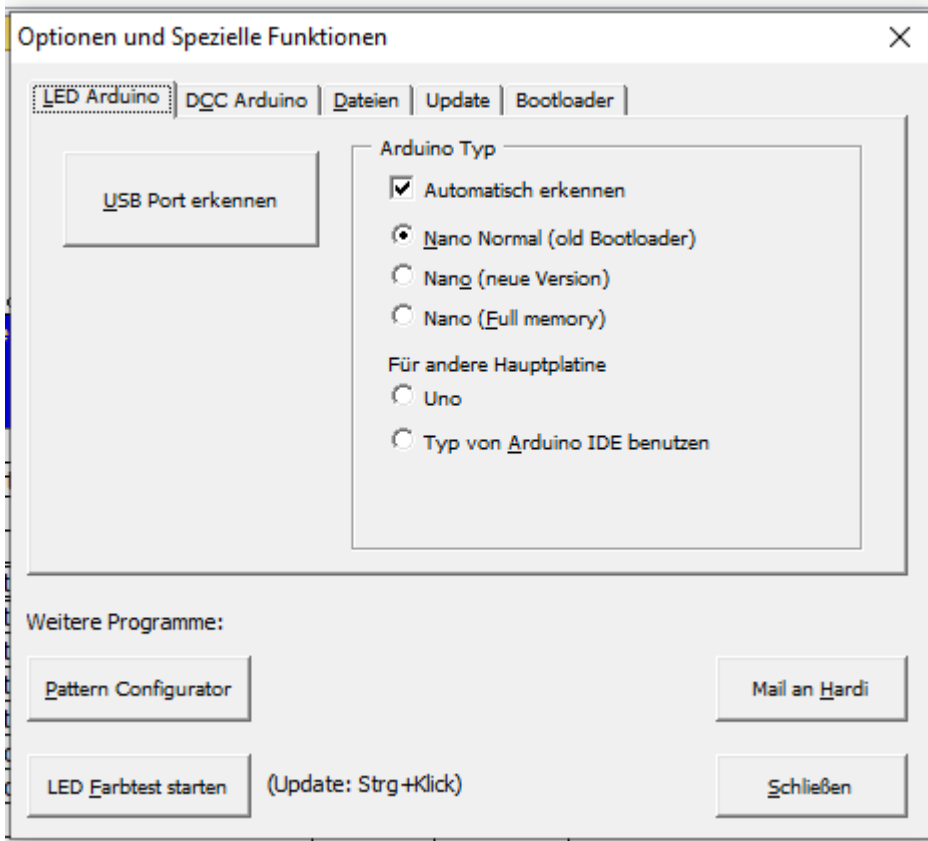 Optionen und Spezielle Funktionen
LED Arduino DCC Arduino Dateien Update Bootloader
USB Port erkennen
Arduino Typ
Automatisch erkennen
Nano Normal (old Bootloader)
Nano (neue Version)
Nano (Full memory)
Für andere Hauptplatine
Uno
Typ von Arduino IDE benutzen
Weitere Programme:
Pattern Configurator
Mail an Hardi
LED Farbtest starten
(Update: Strg+Klick)
Schließen